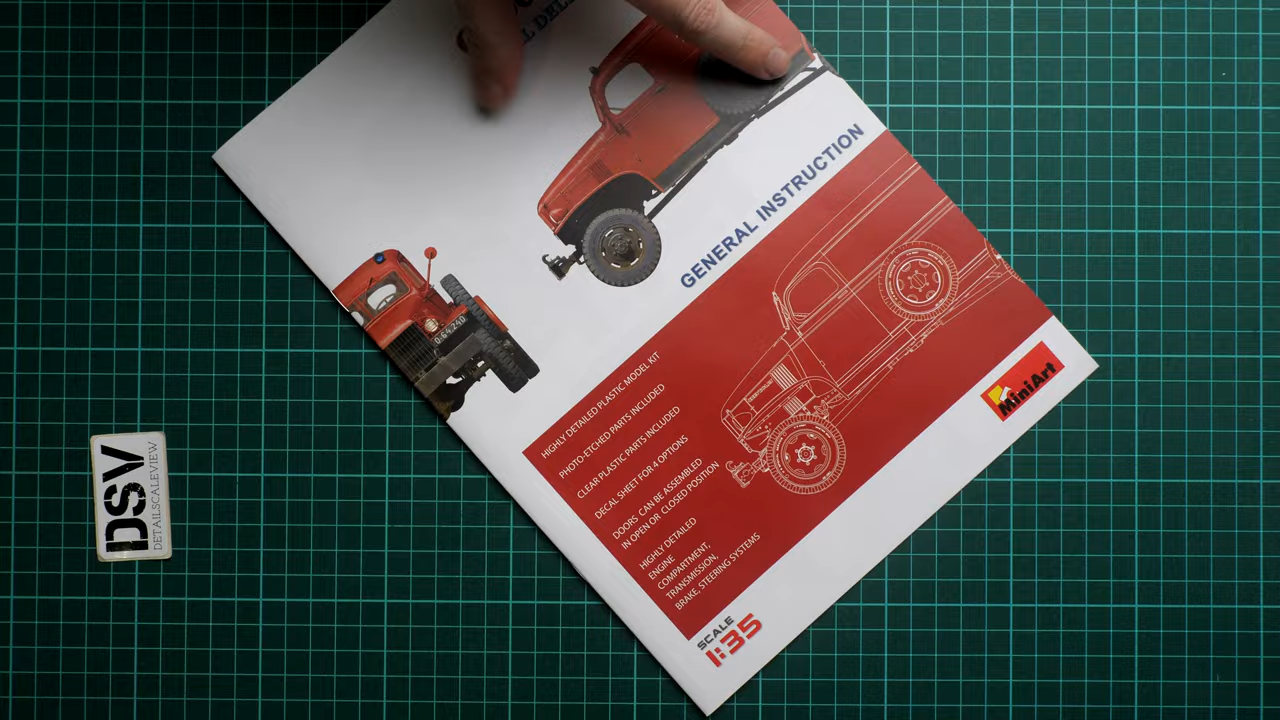 GENERAL INSTRUCTION
HIGHLY DETAILED PLASTIC MODEL KIT
PHOTO-ETCHED PARTS INCLUDED
CLEAR PLASTIC PARTS INCLUDED
DECAL SHEET FOR 4 OPTIONS
DOORS CAN BE ASSEMBLED
IN OPEN OR CLOSED POSITION
HIGHLY DETAILED
ENGINE
COMPARTMENT,
TRANSMISSION,
BRAKE, STEERING SYSTEMS
SCALE
1:35
MiniArt
DSV
DETAILSCALEVIEW